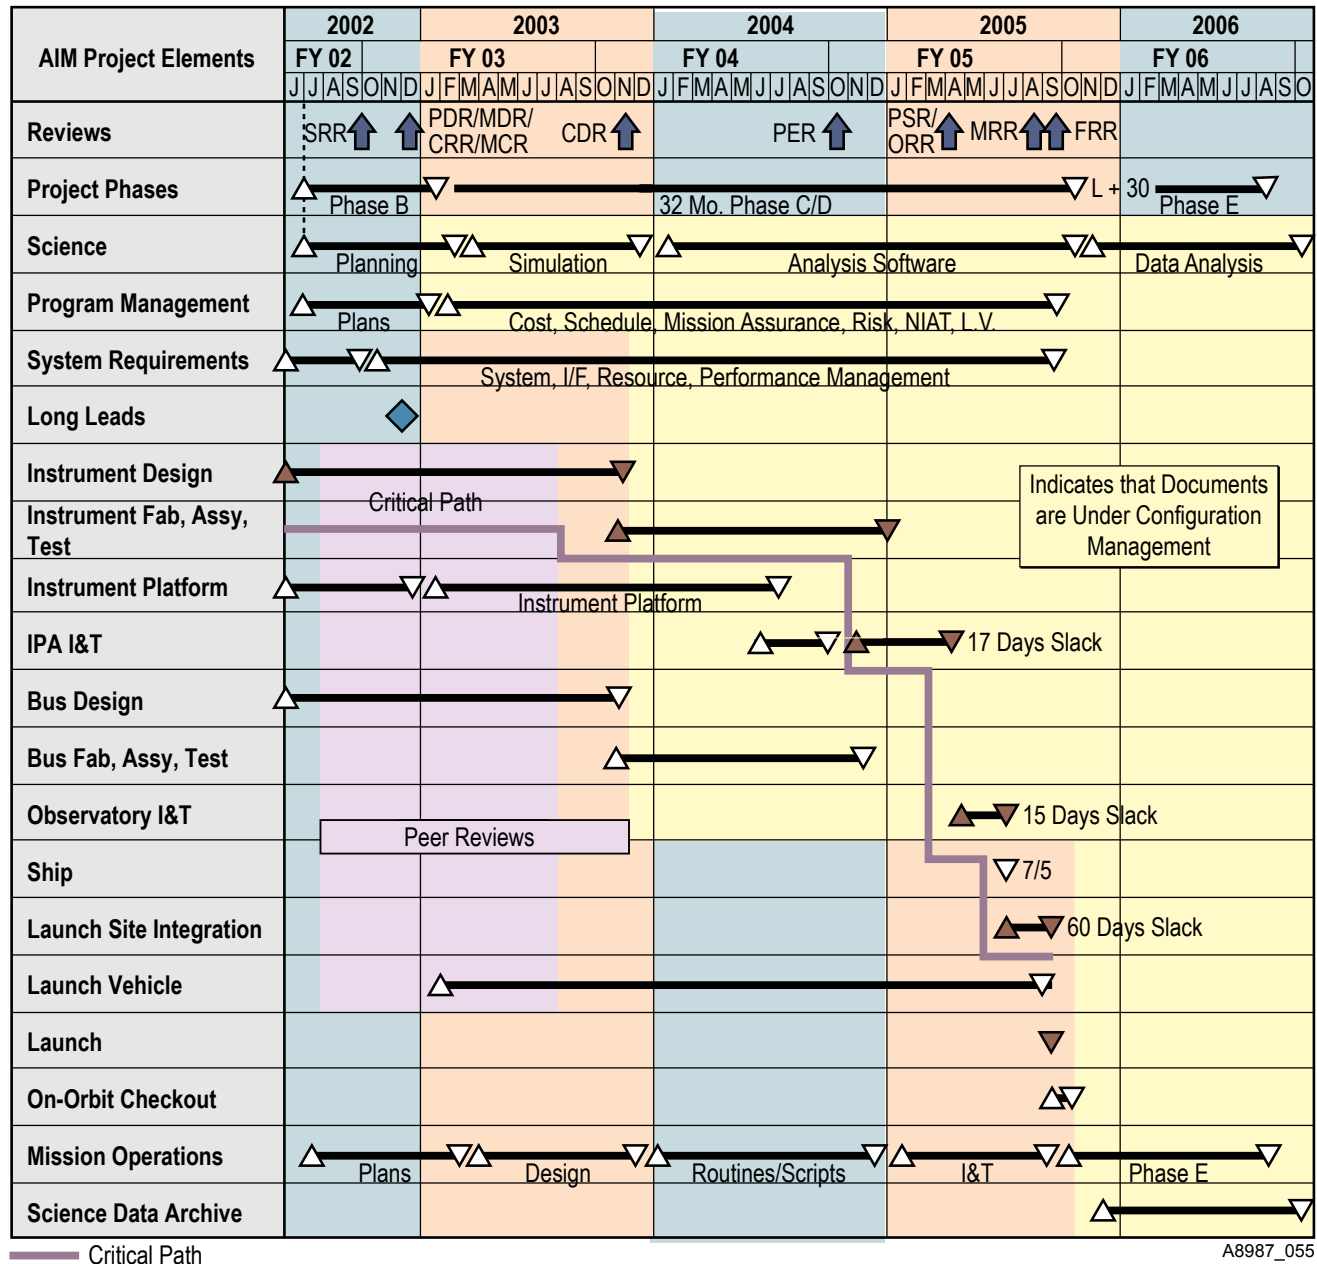 AIM Project Elements
2002 2003 2004 2005 2006
FY 02 FY 03 FY 04 FY 05 FY 06
J J A S O N D J F M A M J J A S O N D J F M A M J J A S O N D J F M A M J J A S O N D J F M A M J J A S O
Reviews
SRR
PDR/MDR/
CRR/MCR
CDR
PER
PSR/
ORR
MRR
FRR
Project Phases
Phase B
32 Mo. Phase C/D
L + 30
Phase E
Science
Planning
Simulation
Analysis Software
Data Analysis
Program Management
Plans
Cost, Schedule, Mission Assurance, Risk, NIAT, L.V.
System Requirements
System, I/F, Resource, Performance Management
Long Leads
Instrument Design
Critical Path
Indicates that Documents
are Under Configuration
Management
Instrument Fab, Assy,
Test
Instrument Platform
Instrument Platform
IPA I&T
17 Days Slack
Bus Design
Bus Fab, Assy, Test
Observatory I&T
15 Days Slack
Peer Reviews
Ship
7/5
Launch Site Integration
60 Days Slack
Launch Vehicle
Launch
On-Orbit Checkout
Mission Operations
Plans
Design
Routines/Scripts
I&T
Phase E
Science Data Archive
Critical Path
A8987_055